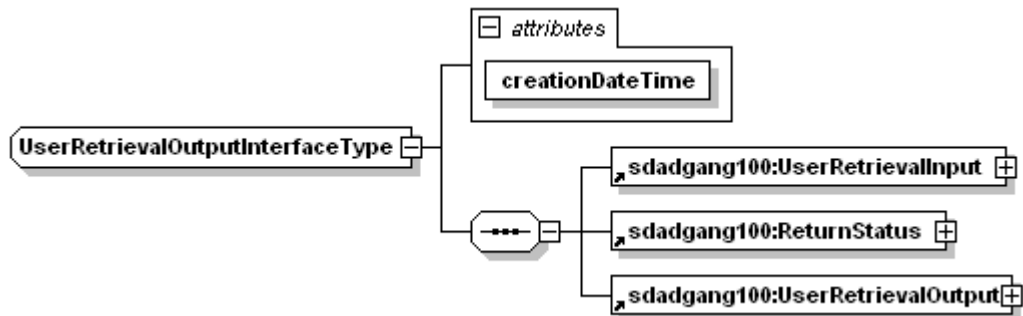 attributes
creationDateTime
UserRetrievalOutputInterfaceType
sdadgang100:UserRetrievalInput
sdadgang100:ReturnStatus
sdadgang100:UserRetrievalOutput